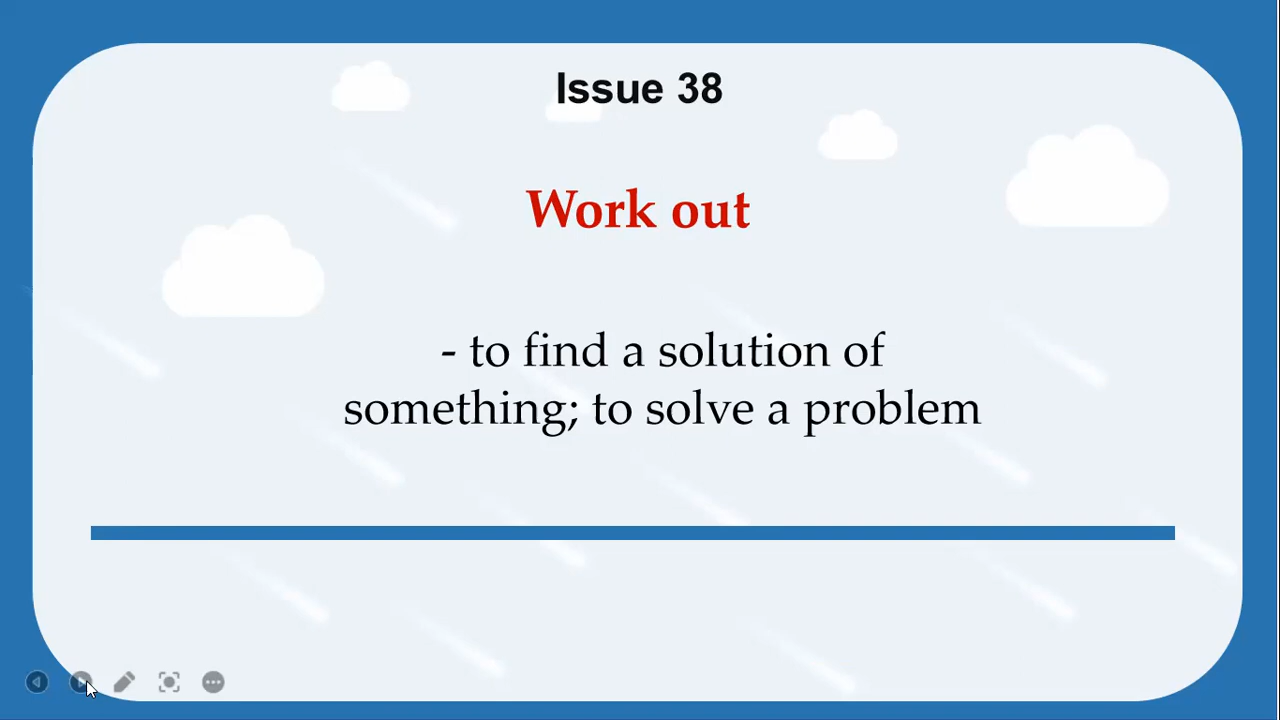 Issue 38
Work out
- to find a solution of
something; to solve a problem